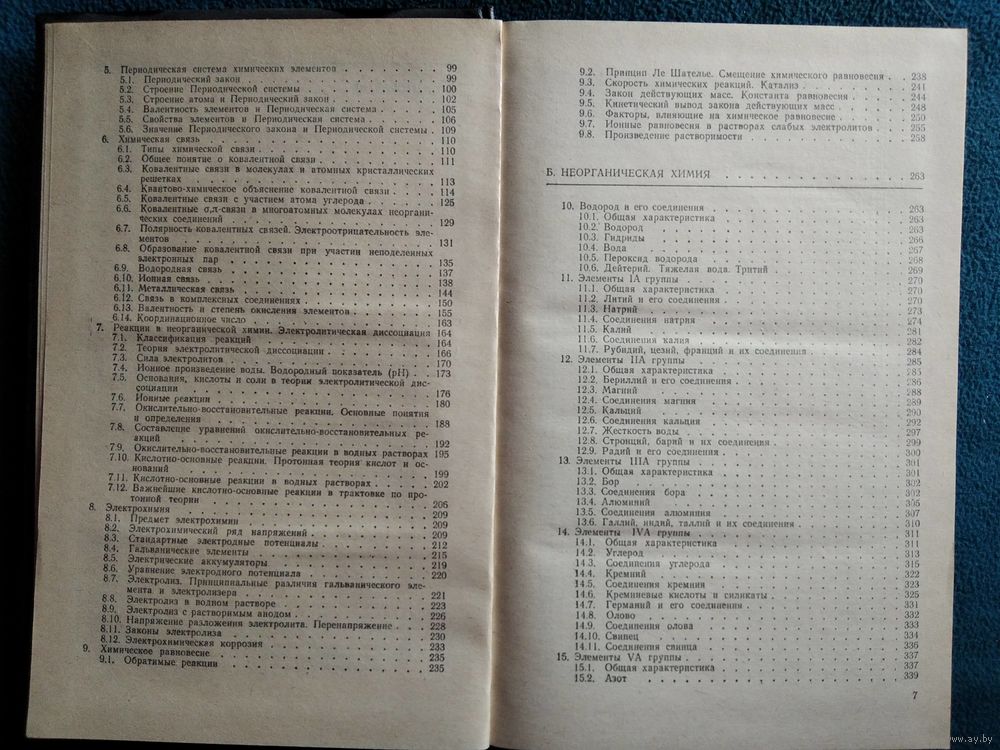 5. Периодическая система химических элементов . . . . . . . . 99
5.1. Периодический закон . . . . . . . . 99
5.2. Строение Периодической системы . . . . . . . . 100
5.3. Строение атома и Периодический закон . . . . . . . . 102
5.4. Валентность элементов и Периодическая система . . . . . 105
5.5. Свойства элементов и Периодическая система . . . . . . 106
5.6. Значение Периодического закона и Периодической системы . 109
6. Химическая связь . . . . . . . . 110
6.1. Типы химической связи . . . . . . . . 110
6.2. Общее понятие о ковалентной связи . . . . . . . . 111
6.3. Ковалентные связи в молекулах и атомных кристаллических
решетках . . . . . . . . 113
6.4. Квантово-химическое объяснение ковалентной связи . . . . 114
6.5. Ковалентные связи с участием атома углерода . . . . . 125
6.6. Ковалентные σ,π-связи в многоатомных молекулах неоргани-
ческих соединений . . . . . . . . 129
6.7. Полярность ковалентных связей. Электроотрицательность эле-
ментов . . . . . . . . 131
6.8. Образование ковалентной связи при участии неподеленных
электронных пар . . . . . . . . 135
6.9. Водородная связь . . . . . . . . 137
6.10. Ионная связь . . . . . . . . 138
6.11. Металлическая связь . . . . . . . . 144
6.12. Связь в комплексных соединениях . . . . . . . . 150
6.13. Валентность и степень окисления элементов . . . . . . 155
6.14. Координационное число . . . . . . . . 163
7. Реакции в неорганической химии. Электролитическая диссоциация 164
7.1. Классификация реакций . . . . . . . . 164
7.2. Теория электролитической диссоциации . . . . . . . . 166
7.3. Сила электролитов . . . . . . . . 170
7.4. Ионное произведение воды. Водородный показатель (pH) . . 173
7.5. Основания, кислоты и соли в теории электролитической дис-
социации . . . . . . . . 176
7.6. Ионные реакции . . . . . . . . 180
7.7. Окислительно-восстановительные реакции. Основные понятия
и определения . . . . . . . . 188
7.8. Составление уравнений окислительно-восстановительных ре-
акций . . . . . . . . 192
7.9. Окислительно-восстановительные реакции в водных растворах 195
7.10. Кислотно-основные реакции. Протонная теория кислот и ос-
нований . . . . . . . . 199
7.11. Кислотно-основные реакции в водных растворах . . . . . 202
7.12. Важнейшие кислотно-основные реакции в трактовке по про-
тонной теории . . . . . . . . 206
8. Электрохимия . . . . . . . . 209
8.1. Предмет электрохимии . . . . . . . . 209
8.2. Электрохимический ряд напряжений . . . . . . . . 209
8.3. Стандартные электродные потенциалы . . . . . . . . 212
8.4. Гальванические элементы . . . . . . . . 215
8.5. Электрические аккумуляторы . . . . . . . . 219
8.6. Уравнение электродного потенциала . . . . . . . . 220
8.7. Электролиз. Принципиальные различия гальванического эле-
мента и электролизера . . . . . . . . 221
8.8. Электролиз в водном растворе . . . . . . . . 223
8.9. Электролиз с растворимым анодом . . . . . . . . 226
8.10. Напряжение разложения электролита. Перенапряжение . . . 228
8.11. Законы электролиза . . . . . . . . 230
8.12. Электрохимическая коррозия . . . . . . . . 233
9. Химическое равновесие . . . . . . . . 235
9.1. Обратимые реакции . . . . . . . . 235
9.2. Принцип Ле Шателье. Смещение химического равновесия . . 238
9.3. Скорость химических реакций. Катализ . . . . . . . 241
9.4. Закон действующих масс. Константа равновесия . . . . . 244
9.5. Кинетический вывод закона действующих масс . . . . . 248
9.6. Факторы, влияющие на химическое равновесие . . . . . 250
9.7. Ионные равновесия в растворах слабых электролитов . . . 255
9.8. Произведение растворимости . . . . . . . . 258
Б. НЕОРГАНИЧЕСКАЯ ХИМИЯ . . . . . . . . 263
10. Водород и его соединения . . . . . . . . 263
10.1. Общая характеристика . . . . . . . . 263
10.2. Водород . . . . . . . . 263
10.3. Гидриды . . . . . . . . 266
10.4. Вода . . . . . . . . 267
10.5. Пероксид водорода . . . . . . . . 268
10.6. Дейтерий. Тяжелая вода. Тритий . . . . . . . . 269
11. Элементы IA группы . . . . . . . . 270
11.1. Общая характеристика . . . . . . . . 270
11.2. Литий и его соединения . . . . . . . . 270
11.3. Натрий . . . . . . . . 273
11.4. Соединения натрия . . . . . . . . 274
11.5. Калий . . . . . . . . 281
11.6. Соединения калия . . . . . . . . 282
11.7. Рубидий, цезий, франций и их соединения . . . . . . 284
12. Элементы IIA группы . . . . . . . . 285
12.1. Общая характеристика . . . . . . . . 285
12.2. Бериллий и его соединения . . . . . . . . 286
12.3. Магний . . . . . . . . 288
12.4. Соединения магния . . . . . . . . 289
12.5. Кальций . . . . . . . . 290
12.6. Соединения кальция . . . . . . . . 292
12.7. Жесткость воды . . . . . . . . 297
12.8. Стронций, барий и их соединения . . . . . . . . 299
12.9. Радий и его соединения . . . . . . . . 300
13. Элементы IIIA группы . . . . . . . . 301
13.1. Общая характеристика . . . . . . . . 301
13.2. Бор . . . . . . . . 302
13.3. Соединения бора . . . . . . . . 302
13.4. Алюминий . . . . . . . . 306
13.5. Соединения алюминия . . . . . . . . 307
13.6. Галлий, индий, таллий и их соединения . . . . . . . 310
14. Элементы IVA группы . . . . . . . . 311
14.1. Общая характеристика . . . . . . . . 311
14.2. Углерод . . . . . . . . 313
14.3. Соединения углерода . . . . . . . . 315
14.4. Кремний . . . . . . . . 322
14.5. Соединения кремния . . . . . . . . 323
14.6. Кремниевые кислоты и силикаты . . . . . . . . 325
14.7. Германий и его соединения . . . . . . . . 331
14.8. Олово . . . . . . . . 332
14.9. Соединения олова . . . . . . . . 333
14.10. Свинец . . . . . . . . 334
14.11. Соединения свинца . . . . . . . . 336
15. Элементы VA группы . . . . . . . . 337
15.1. Общая характеристика . . . . . . . . 337
15.2. Азот . . . . . . . . 339
7
www.ay.by